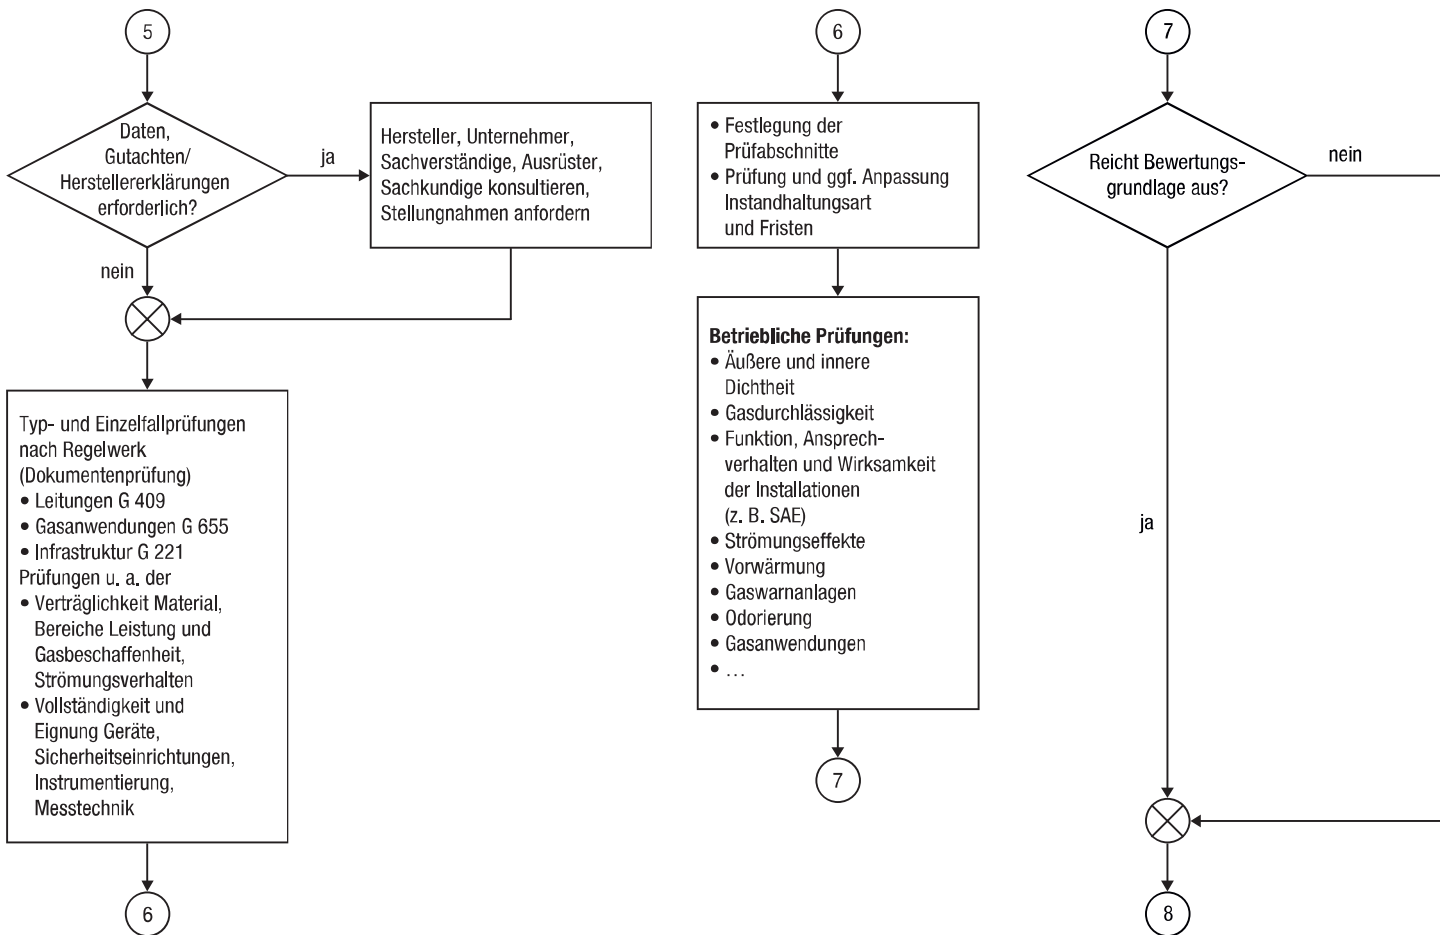 5
Daten,
Gutachten/
Herstellererklärungen
erforderlich?
ja
nein
Hersteller, Unternehmer,
Sachverständige, Ausrüster,
Sachkundige konsultieren,
Stellungnahmen anfordern
Typ- und Einzelfallprüfungen
nach Regelwerk
(Dokumentenprüfung)
• Leitungen G 409
• Gasanwendungen G 655
• Infrastruktur G 221
Prüfungen u. a. der
• Verträglichkeit Material,
Bereiche Leistung und
Gasbeschaffenheit,
Strömungsverhalten
• Vollständigkeit und
Eignung Geräte,
Sicherheitseinrichtungen,
Instrumentierung,
Messtechnik
6
6
• Festlegung der
Prüfabschnitte
• Prüfung und ggf. Anpassung
Instandhaltungsart
und Fristen
Betriebliche Prüfungen:
• Äußere und innere
Dichtheit
• Gasdurchlässigkeit
• Funktion, Ansprech-
verhalten und Wirksamkeit
der Installationen
(z. B. SAE)
• Strömungseffekte
• Vorwärmung
• Gaswarnanlagen
• Odorierung
• Gasanwendungen
• …
7
7
Reicht Bewertungs-
grundlage aus?
nein
ja
8